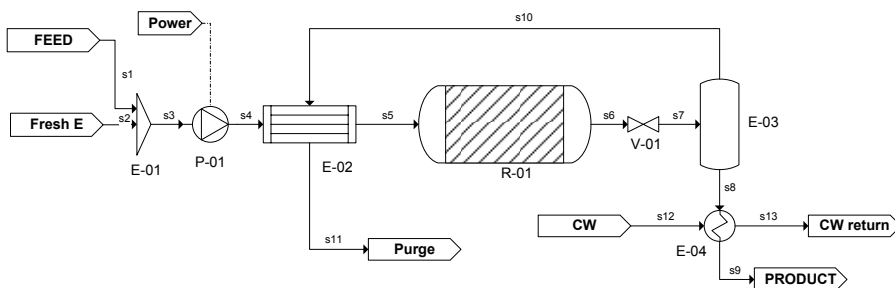 s10
Power
FEED
s1
Fresh E
s2
s3
s4
s5
s6
s7
E-01
P-01
E-02
R-01
V-01
E-03
s8
s11
Purge
CW
s12
s13
CW return
E-04
s9
PRODUCT